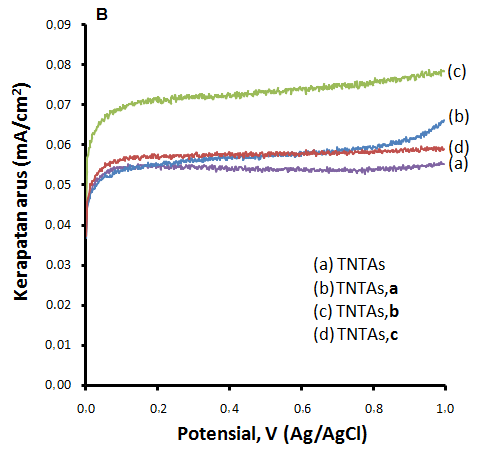 B
0,09
0,08
0,07
0,06
0,05
0,04
0,03
0,02
0,01
0,00
Kerapatan arus (mA/cm²)
(c)
(b)
(d)
(a)
(a) TNTAs
(b) TNTAs,a
(c) TNTAs,b
(d) TNTAs,c
0.0 0.2 0.4 0.6 0.8 1.0
Potansial, V (Ag/AgCl)